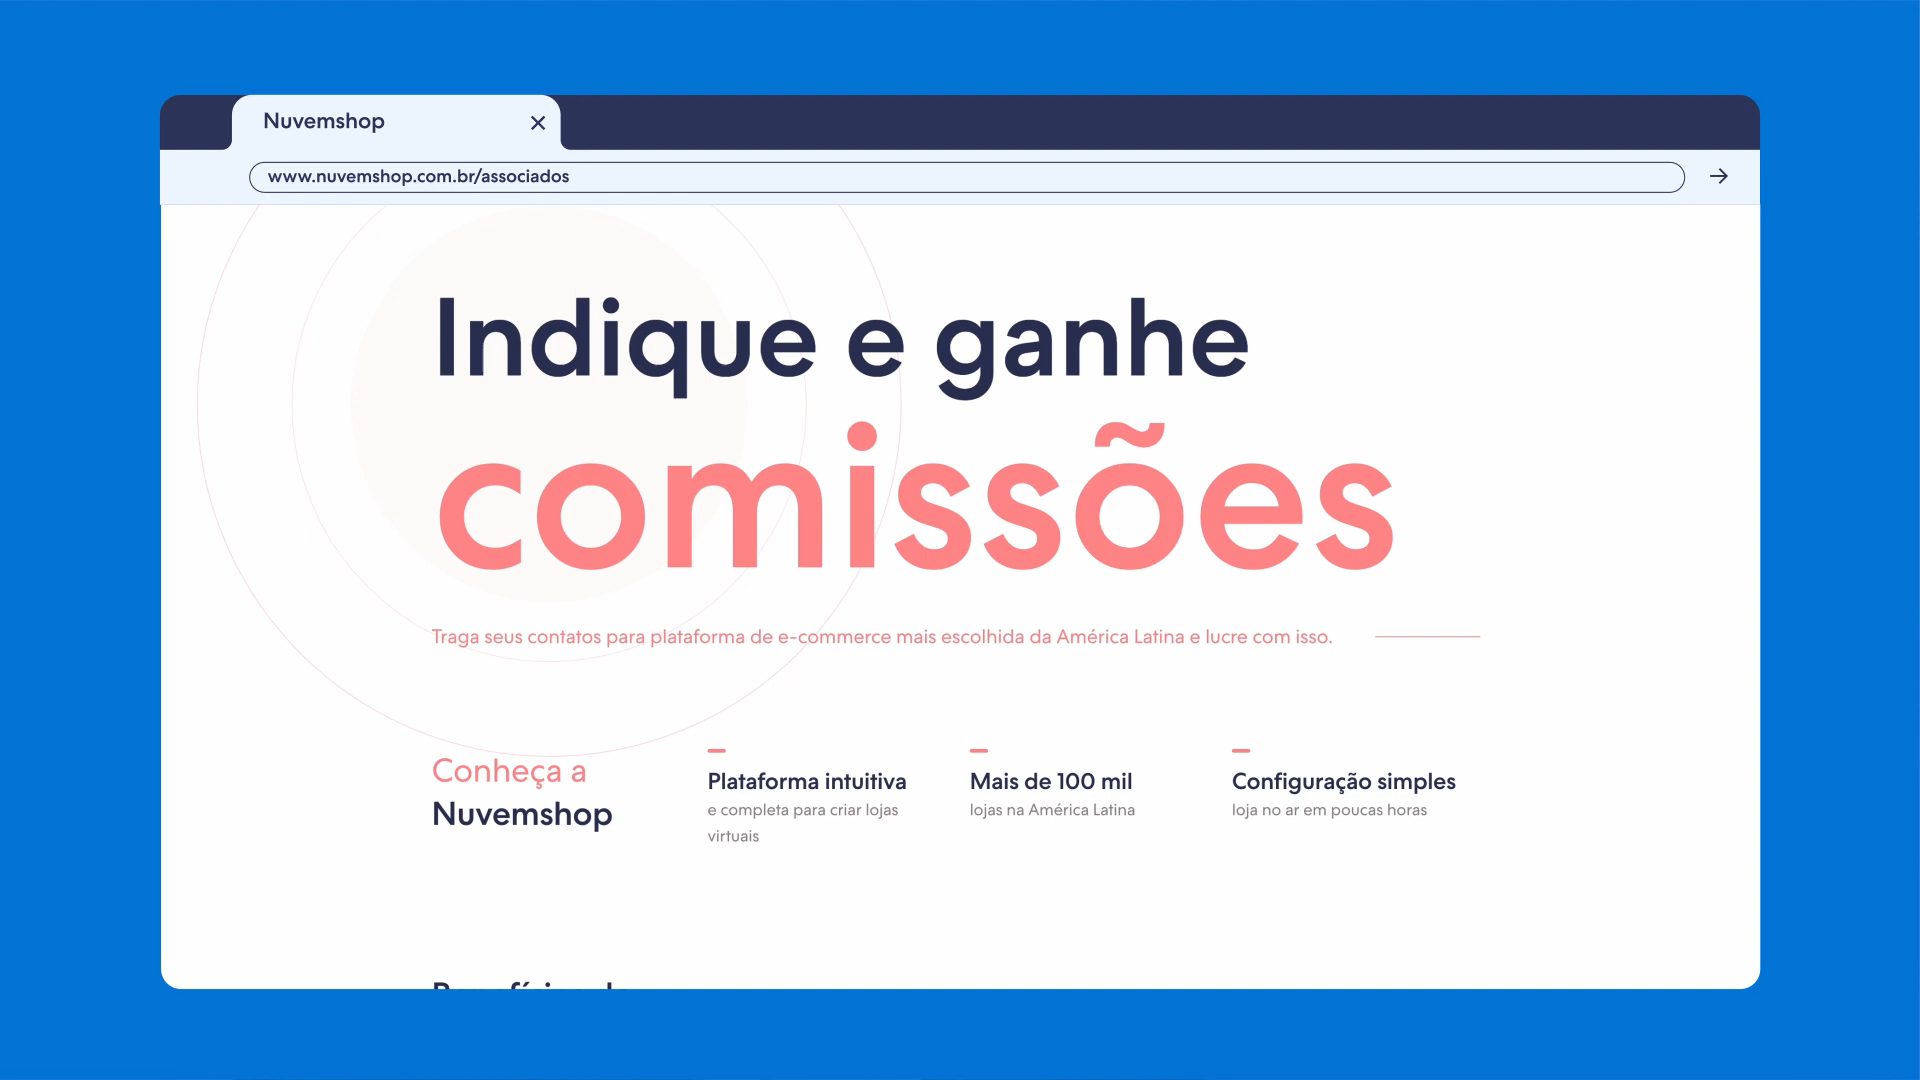 Nuvemshop
www.nuvemshop.com.br/associados
Indique e ganhe
comissões
Traga seus contatos para plataforma de e-commerce mais escolhida da América Latina e lucre com isso.
Conheça a
Nuvemshop
Plataforma intuitiva
e completa para criar lojas
virtuais
Mais de 100 mil
lojas na América Latina
Configuração simples
loja no ar em poucas horas